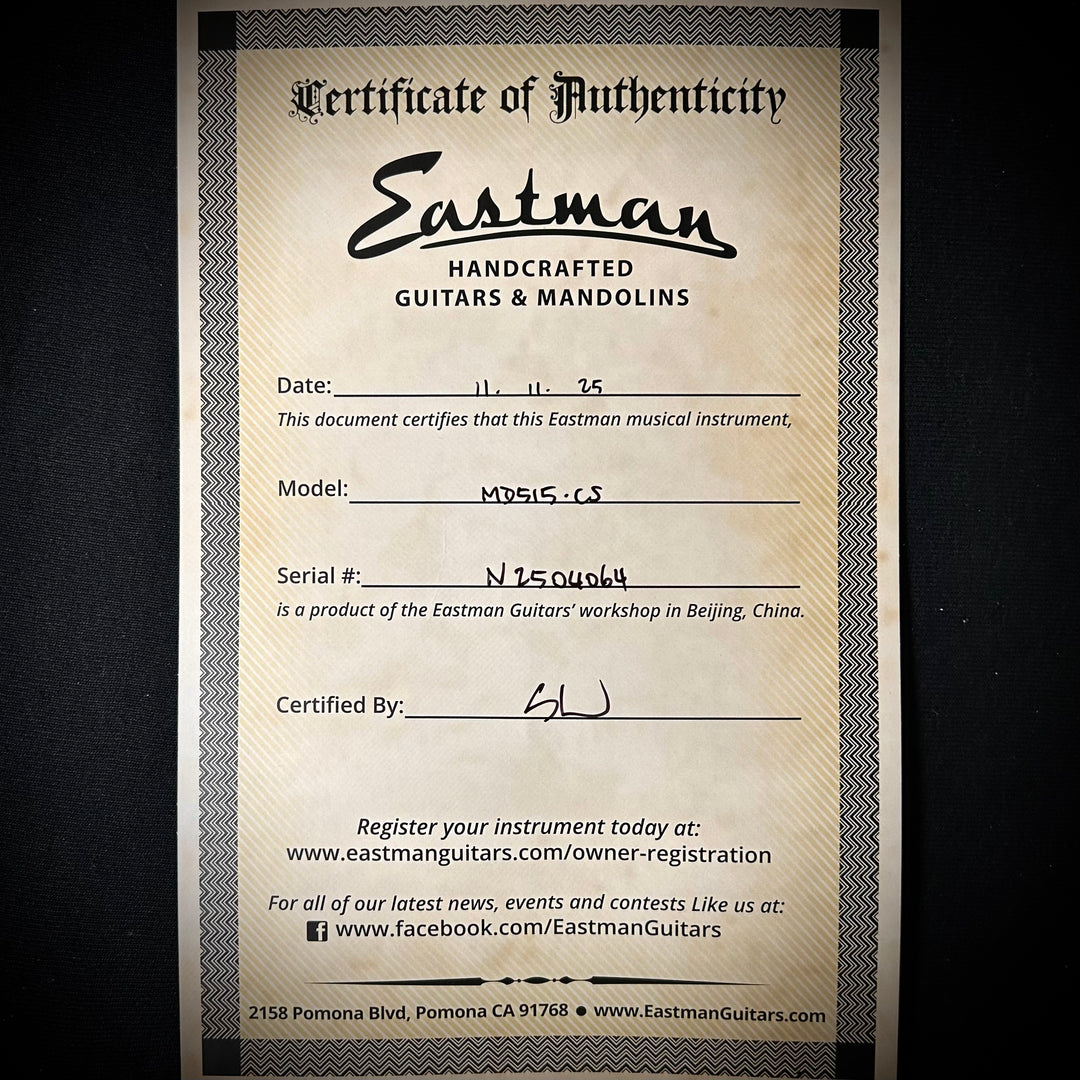 Certificate of Authenticity
Eastman
HANDCRAFTED
GUITARS & MANDOLINS
Date: 11. 11. 25
This document certifies that this Eastman musical instrument,
Model: MD515-CS
Serial #: N2504064
is a product of the Eastman Guitars’ workshop in Beijing, China.
Certified By:
Register your instrument today at:
www.eastmanguitars.com/owner-registration
For all of our latest news, events and contests Like us at:
f www.facebook.com/EastmanGuitars
2158 Pomona Blvd, Pomona CA 91768 ● www.EastmanGuitars.com